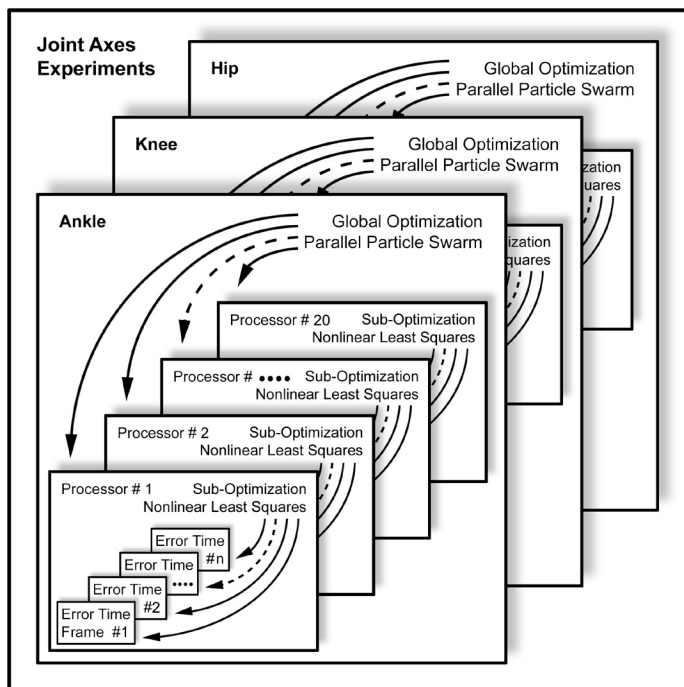 Joint Axes
Experiments
Hip
Global Optimization
Parallel Particle Swarm
Knee
Global Optimization
Parallel Particle Swarm
Ankle
Global Optimization
Parallel Particle Swarm
Processor # 20 Sub-Optimization
Nonlinear Least Squares
Processor # •••• Sub-Optimization
Nonlinear Least Squares
Processor # 2 Sub-Optimization
Nonlinear Least Squares
Processor # 1 Sub-Optimization
Nonlinear Least Squares
Error Time
#n
Error Time
••••
Error Time
#2
Error Time
Frame #1